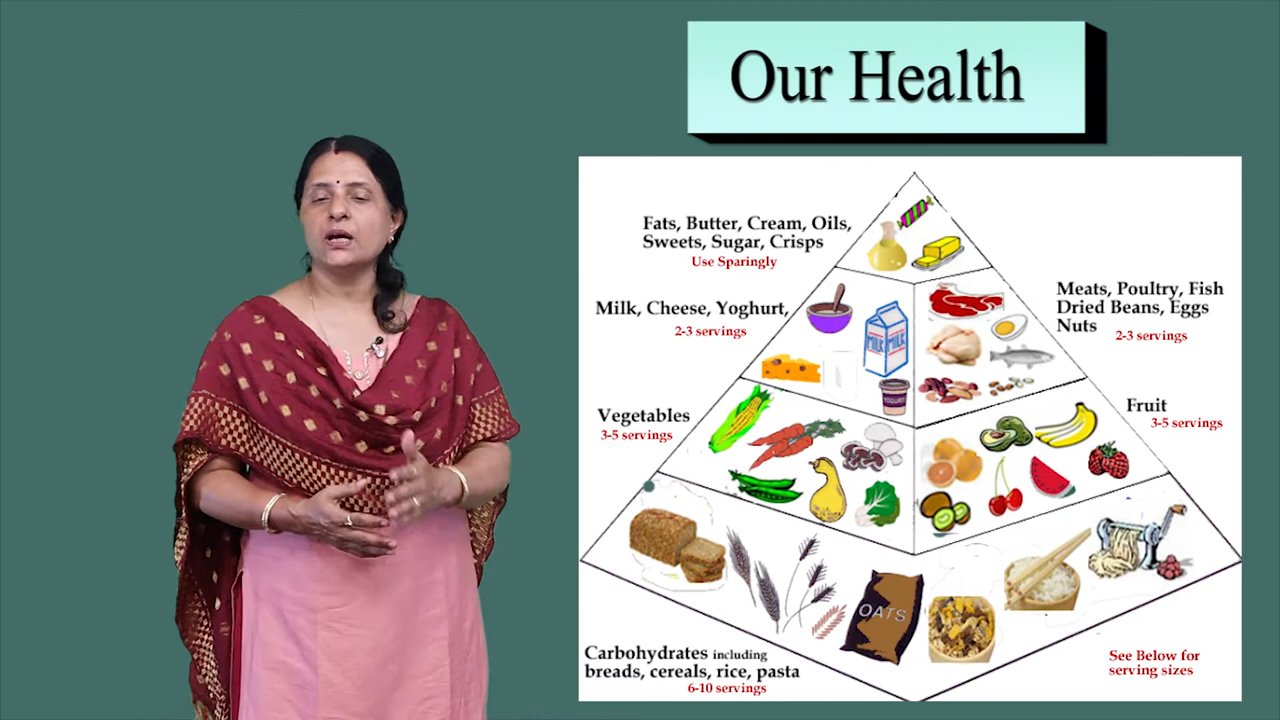 Our Health
Fats, Butter, Cream, Oils,
Sweets, Sugar, Crisps
Use Sparingly
Milk, Cheese, Yoghurt,
2-3 servings
Meats, Poultry, Fish
Dried Beans, Eggs
Nuts
2-3 servings
MILK MILK
YOGURT
Vegetables
3-5 servings
Fruit
3-5 servings
OATS
Carbohydrates including
breads, cereals, rice, pasta
6-10 servings
See Below for
serving sizes